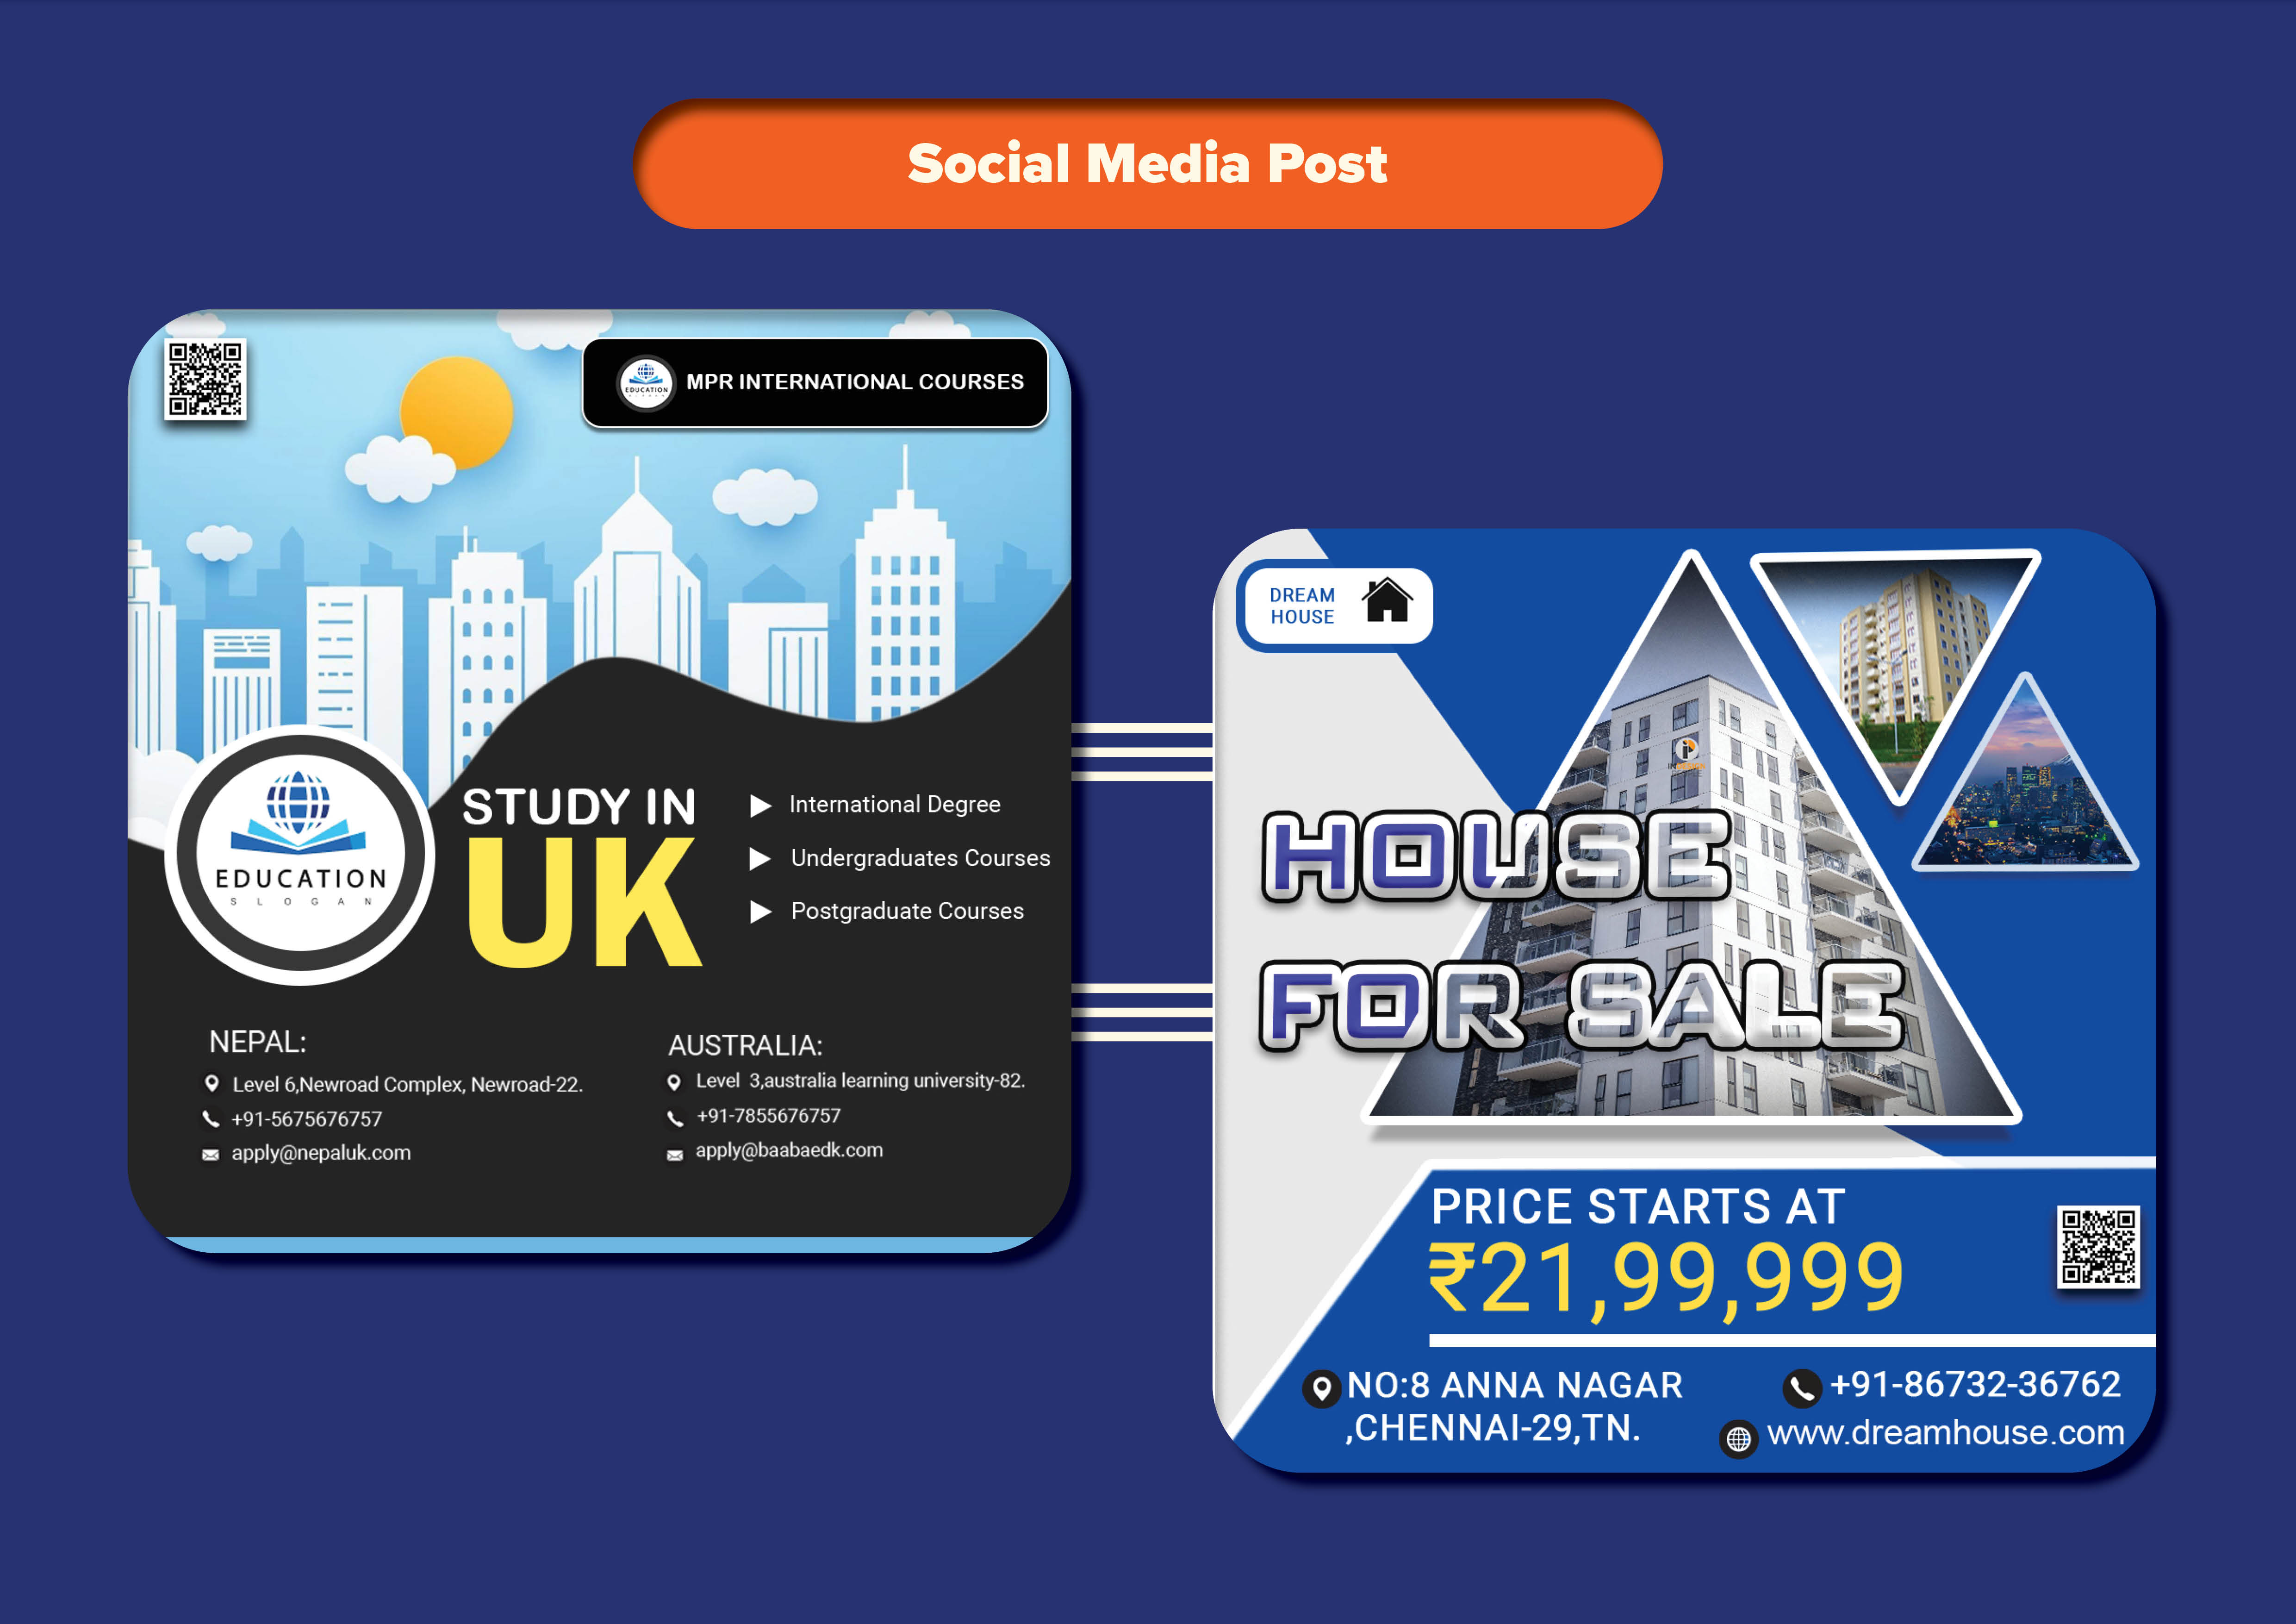 Social Media Post
EDUCATION
MPR INTERNATIONAL COURSES
STUDY IN
UK
International Degree
Undergraduates Courses
Postgraduate Courses
EDUCATION
SLOGAN
NEPAL:
Level 6,Newroad Complex, Newroad-22.
+91-5675676757
apply@nepaluk.com
AUSTRALIA:
Level 3,australia learning university-82.
+91-7855676757
apply@baabaedk.com
DREAM
HOUSE
HOUSE
FOR SALE
PRICE STARTS AT
₹21,99,999
NO:8 ANNA NAGAR
,CHENNAI-29,TN.
+91-86732-36762
www.dreamhouse.com